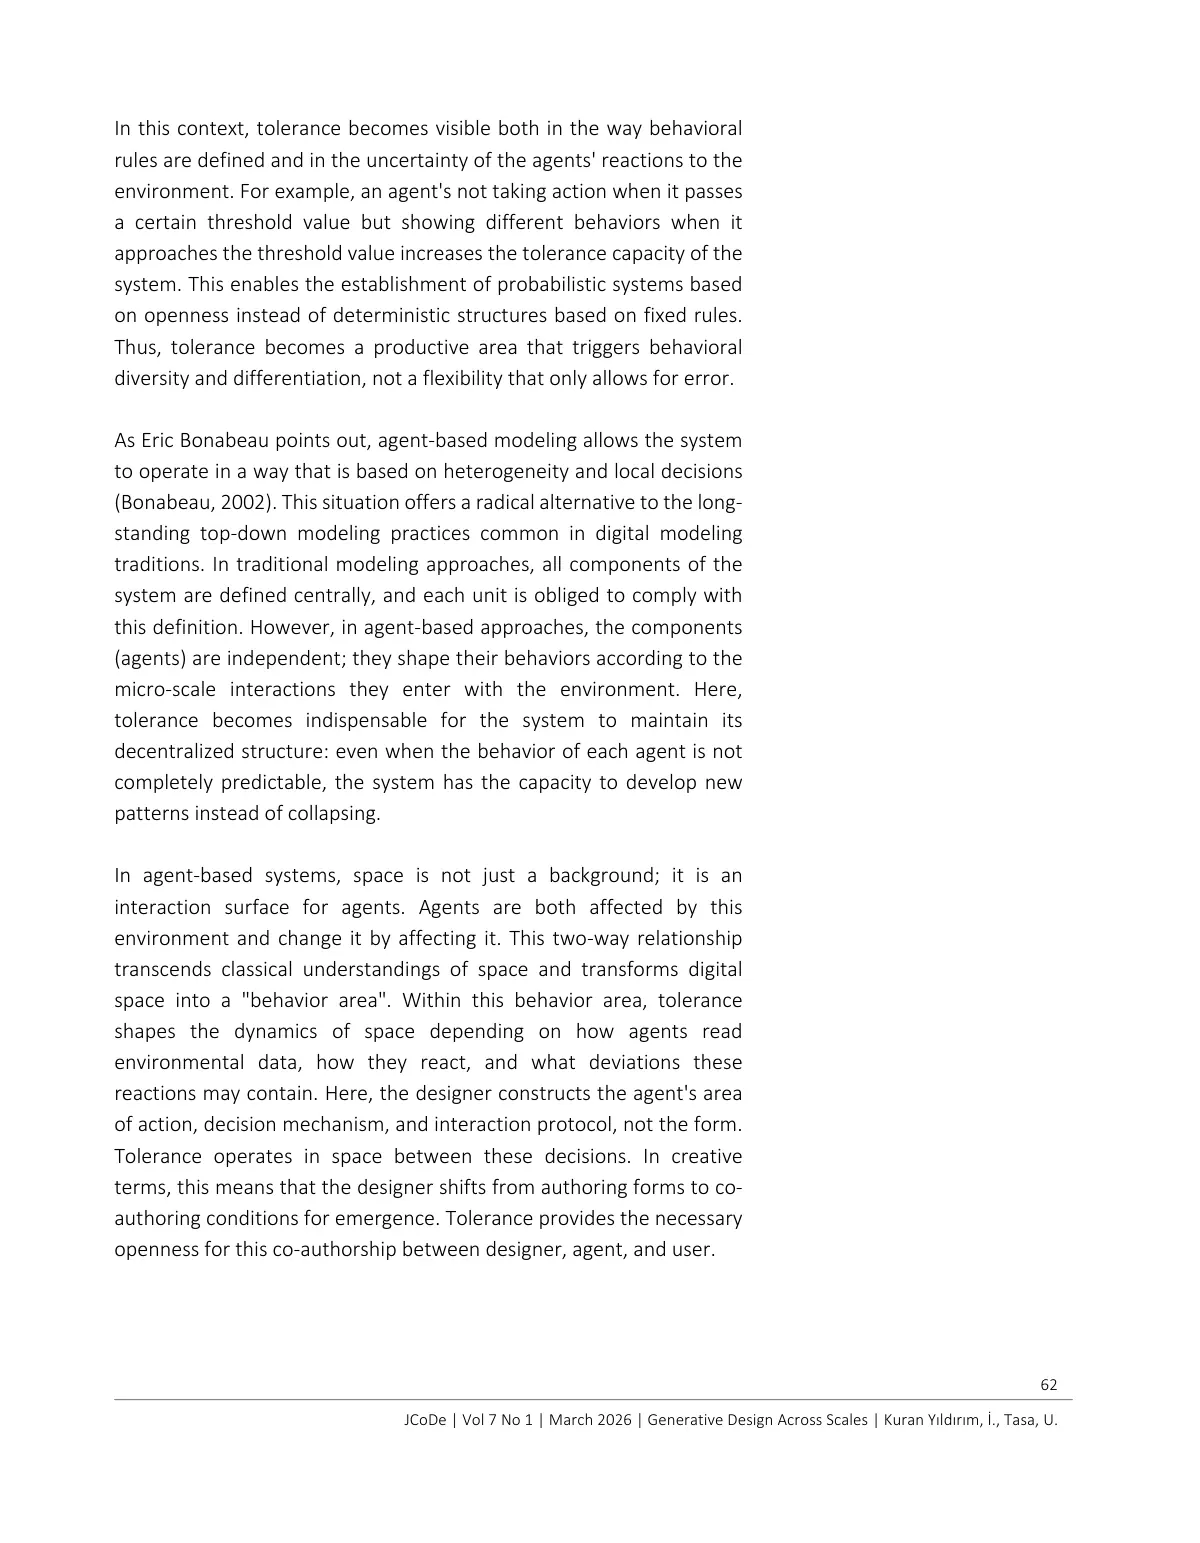 In this context, tolerance becomes visible both in the way behavioral
rules are defined and in the uncertainty of the agents' reactions to the
environment. For example, an agent's not taking action when it passes
a certain threshold value but showing different behaviors when it
approaches the threshold value increases the tolerance capacity of the
system. This enables the establishment of probabilistic systems based
on openness instead of deterministic structures based on fixed rules.
Thus, tolerance becomes a productive area that triggers behavioral
diversity and differentiation, not a flexibility that only allows for error.
As Eric Bonabeau points out, agent-based modeling allows the system
to operate in a way that is based on heterogeneity and local decisions
(Bonabeau, 2002). This situation offers a radical alternative to the long-
standing top-down modeling practices common in digital modeling
traditions. In traditional modeling approaches, all components of the
system are defined centrally, and each unit is obliged to comply with
this definition. However, in agent-based approaches, the components
(agents) are independent; they shape their behaviors according to the
micro-scale interactions they enter with the environment. Here,
tolerance becomes indispensable for the system to maintain its
decentralized structure: even when the behavior of each agent is not
completely predictable, the system has the capacity to develop new
patterns instead of collapsing.
In agent-based systems, space is not just a background; it is an
interaction surface for agents. Agents are both affected by this
environment and change it by affecting it. This two-way relationship
transcends classical understandings of space and transforms digital
space into a "behavior area". Within this behavior area, tolerance
shapes the dynamics of space depending on how agents read
environmental data, how they react, and what deviations these
reactions may contain. Here, the designer constructs the agent's area
of action, decision mechanism, and interaction protocol, not the form.
Tolerance operates in space between these decisions. In creative
terms, this means that the designer shifts from authoring forms to co-
authoring conditions for emergence. Tolerance provides the necessary
openness for this co-authorship between designer, agent, and user.
62
JCoDe | Vol 7 No 1 | March 2026 | Generative Design Across Scales | Kuran Yıldırım, İ., Tasa, U.